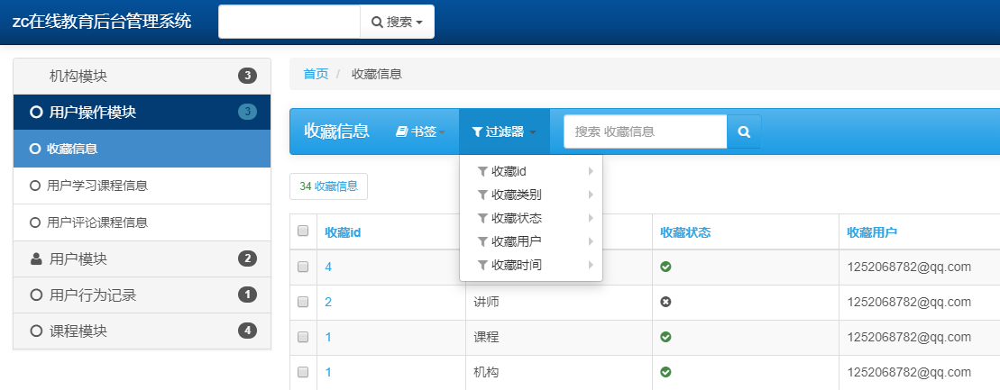 zc在线教育后台管理系统 搜索
机构模块 3
用户操作模块 3
收藏信息
用户学习课程信息
用户评论课程信息
用户模块 2
用户行为记录 1
课程模块 4
首页 / 收藏信息
收藏信息 书签 过滤器 搜索 收藏信息
收藏id
收藏类别
收藏状态
收藏用户
收藏时间
34 收藏信息
收藏id 收藏状态 收藏用户
4 1252068782@qq.com
2 讲师 1252068782@qq.com
1 课程 1252068782@qq.com
1 机构 1252068782@qq.com